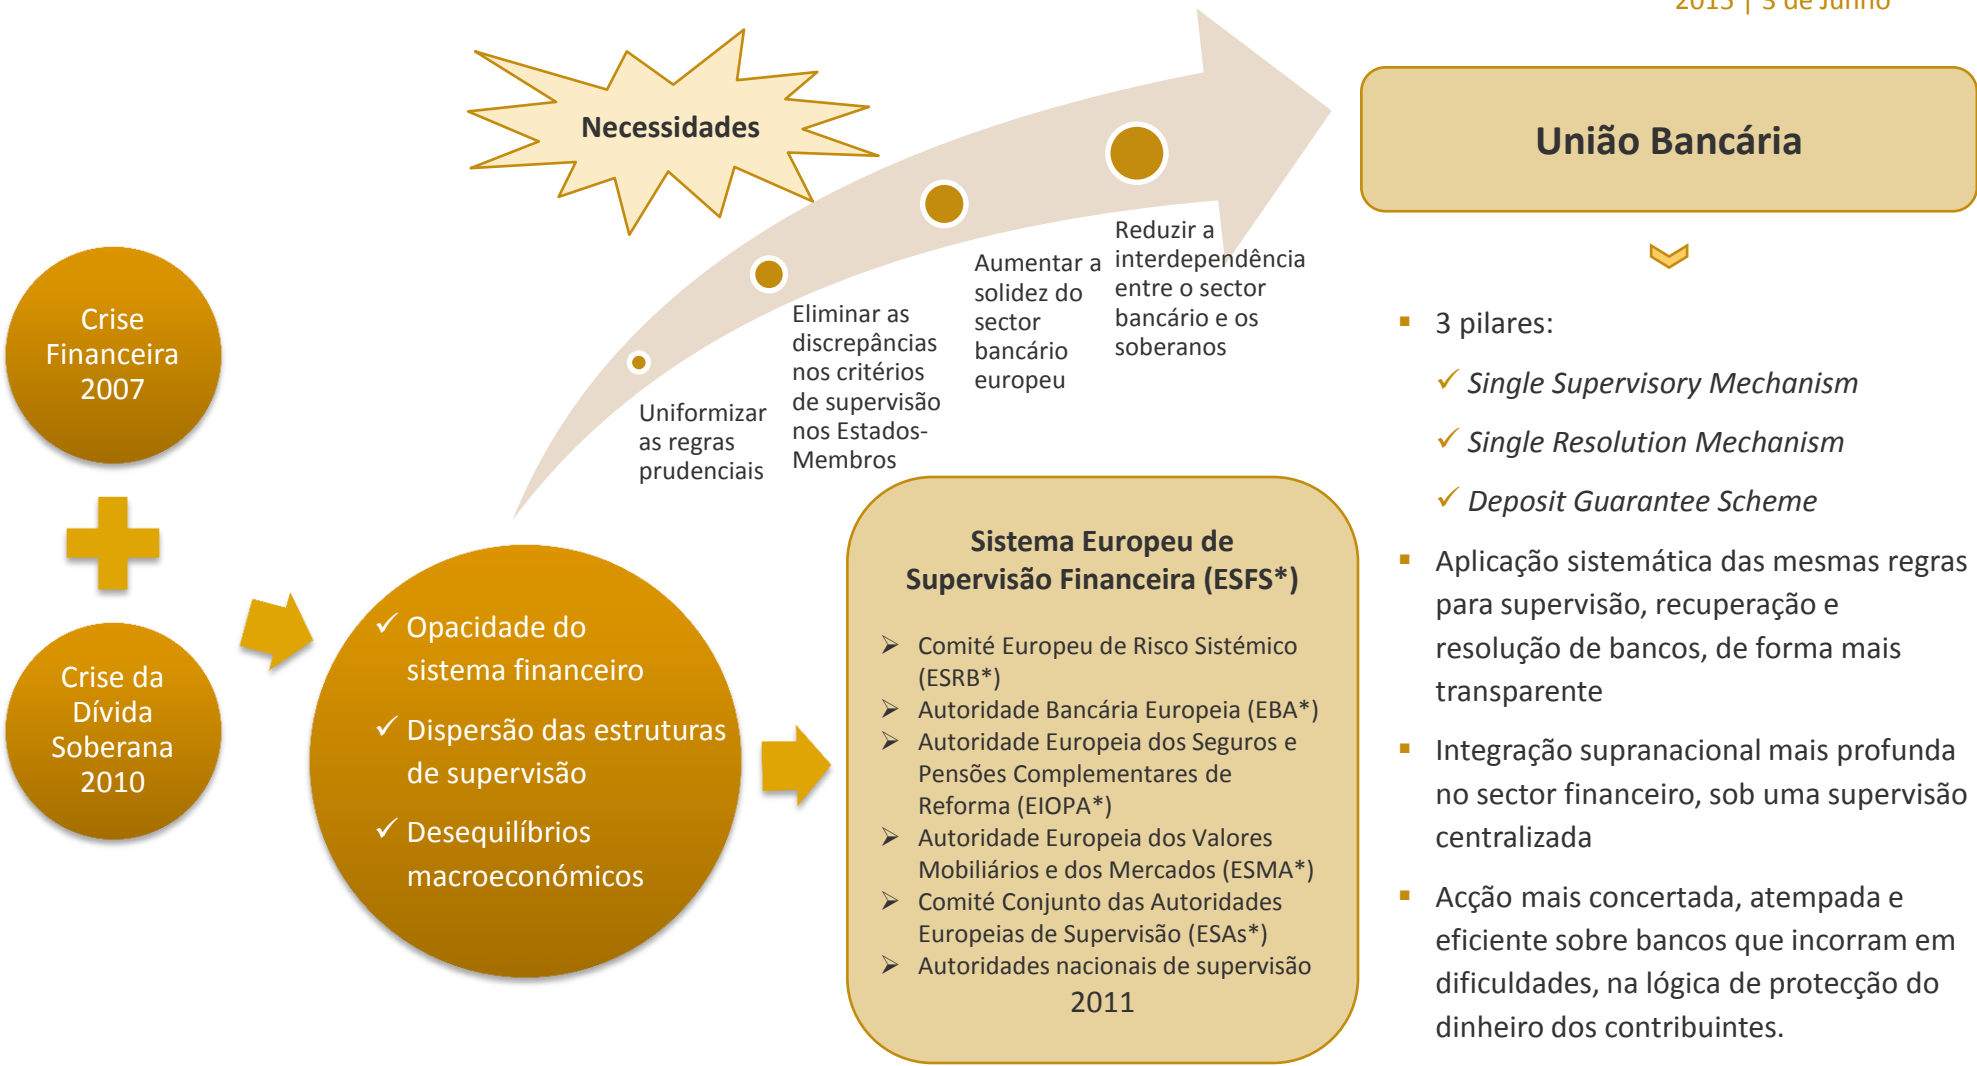 2015 | 3 de Junho
Necessidades
União Bancária
Crise
Financeira
2007
Crise da
Dívida
Soberana
2010
✓ Opacidade do
sistema financeiro
✓ Dispersão das estruturas
de supervisão
✓ Desequilíbrios
macroeconómicos
Uniformizar
as regras
prudenciais
Eliminar as
discrepâncias
nos critérios
de supervisão
nos Estados-
Membros
Aumentar a
solidez do
sector
bancário
europeu
Reduzir a
interdependência
entre o sector
bancário e os
soberanos
Sistema Europeu de
Supervisão Financeira (ESFS*)
➢ Comité Europeu de Risco Sistémico
(ESRB*)
➢ Autoridade Bancária Europeia (EBA*)
➢ Autoridade Europeia dos Seguros e
Pensões Complementares de
Reforma (EIOPA*)
➢ Autoridade Europeia dos Valores
Mobiliários e dos Mercados (ESMA*)
➢ Comité Conjunto das Autoridades
Europeias de Supervisão (ESAs*)
➢ Autoridades nacionais de supervisão
2011
▪ 3 pilares:
✓ Single Supervisory Mechanism
✓ Single Resolution Mechanism
✓ Deposit Guarantee Scheme
▪ Aplicação sistemática das mesmas regras
para supervisão, recuperação e
resolução de bancos, de forma mais
transparente
▪ Integração supranacional mais profunda
no sector financeiro, sob uma supervisão
centralizada
▪ Acção mais concertada, atempada e
eficiente sobre bancos que incorram em
dificuldades, na lógica de protecção do
dinheiro dos contribuintes.